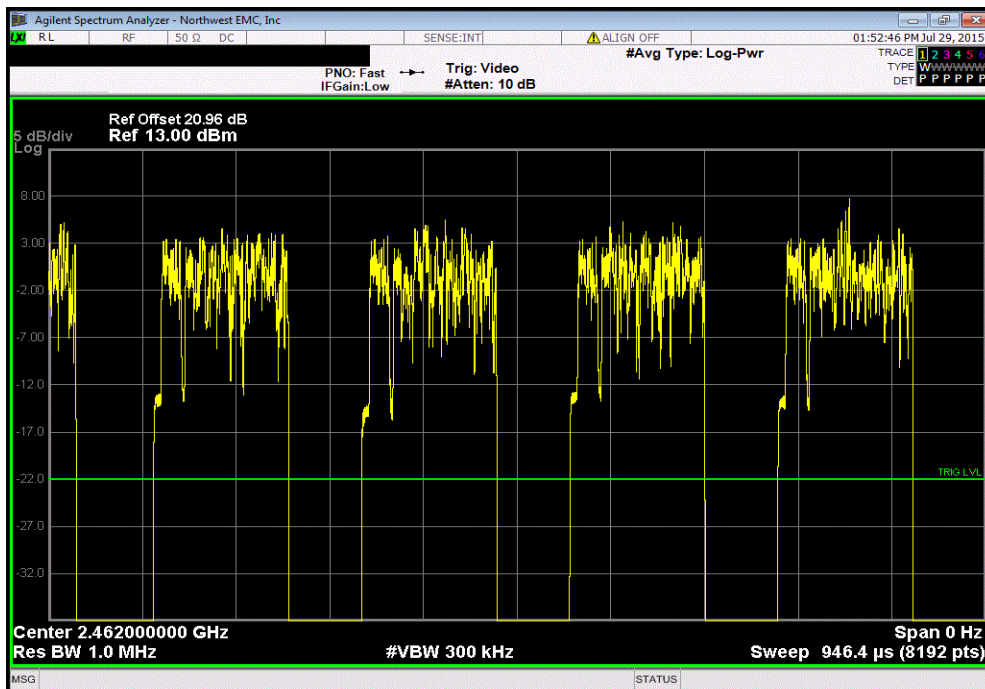 Agilent Spectrum Analyzer - Northwest EMC, Inc
LXI RL RF 50 Ω DC SENSE:INT ALIGN OFF 01:52:46 PM Jul 29, 2015
#Avg Type: Log-Pwr TRACE 1 2 3 4 5 6
PNO: Fast Trig: Video TYPE WWWWWW
IFGain:Low #Atten: 10 dB DET P P P P P P
Ref Offset 20.96 dB
5 dB/div Ref 13.00 dBm
Log
8.00
3.00
-2.00
-7.00
-12.0
-17.0
-22.0 TRIG LVL
-27.0
-32.0
Center 2.462000000 GHz Span 0 Hz
Res BW 1.0 MHz #VBW 300 kHz Sweep 946.4 µs (8192 pts)
MSG STATUS